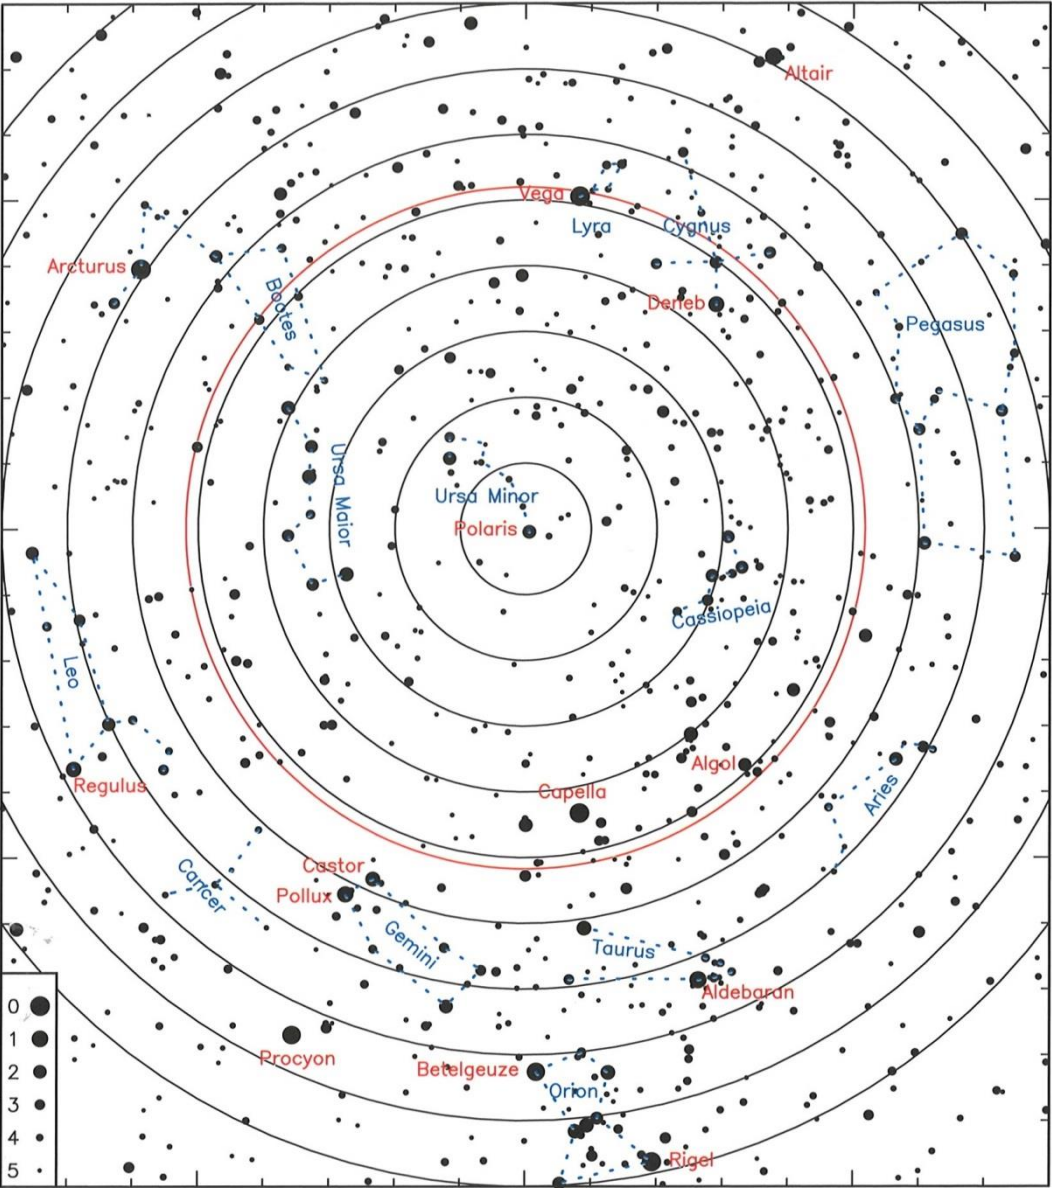 Altair
Vega
Lyra
Cygnus
Arcturus
Bootes
Deneb
Pegasus
Ursa Maior
Ursa Minor
Polaris
Cassiopeia
Leo
Regulus
Algol
Capella
Aries
Castor
Cancer
Pollux
Gemini
Taurus
Aldebaran
Procyon
Betelgeuze
Orion
Rigel
0
1
2
3
4
5